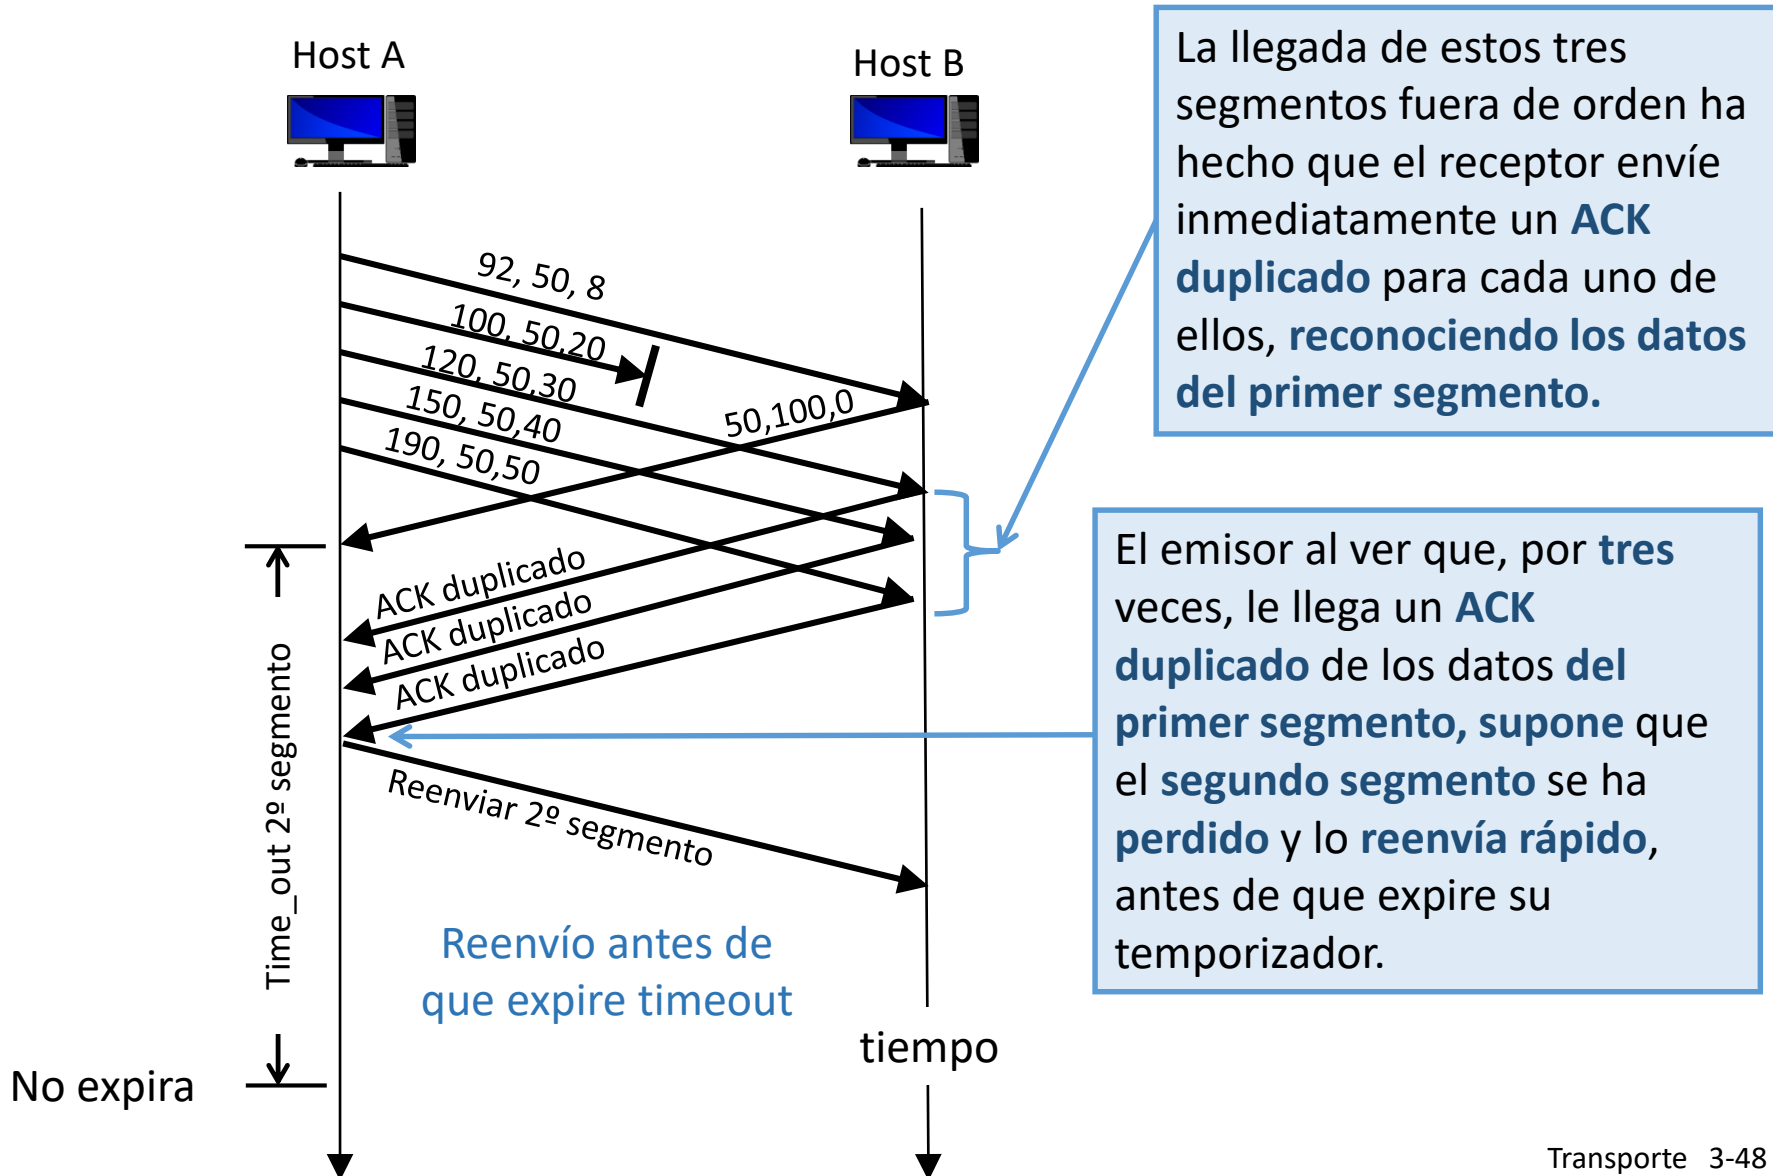 Host A
Host B
92, 50, 8
100, 50,20
120, 50,30
150, 50,40
190, 50,50
50,100,0
ACK duplicado
ACK duplicado
ACK duplicado
Reenviar 2º segmento
Time_out 2º segmento
No expira
Reenvío antes de
que expire timeout
tiempo
La llegada de estos tres
segmentos fuera de orden ha
hecho que el receptor envíe
inmediatamente un ACK
duplicado para cada uno de
ellos, reconociendo los datos
del primer segmento.
El emisor al ver que, por tres
veces, le llega un ACK
duplicado de los datos del
primer segmento, supone que
el segundo segmento se ha
perdido y lo reenvía rápido,
antes de que expire su
temporizador.
Transporte 3-48